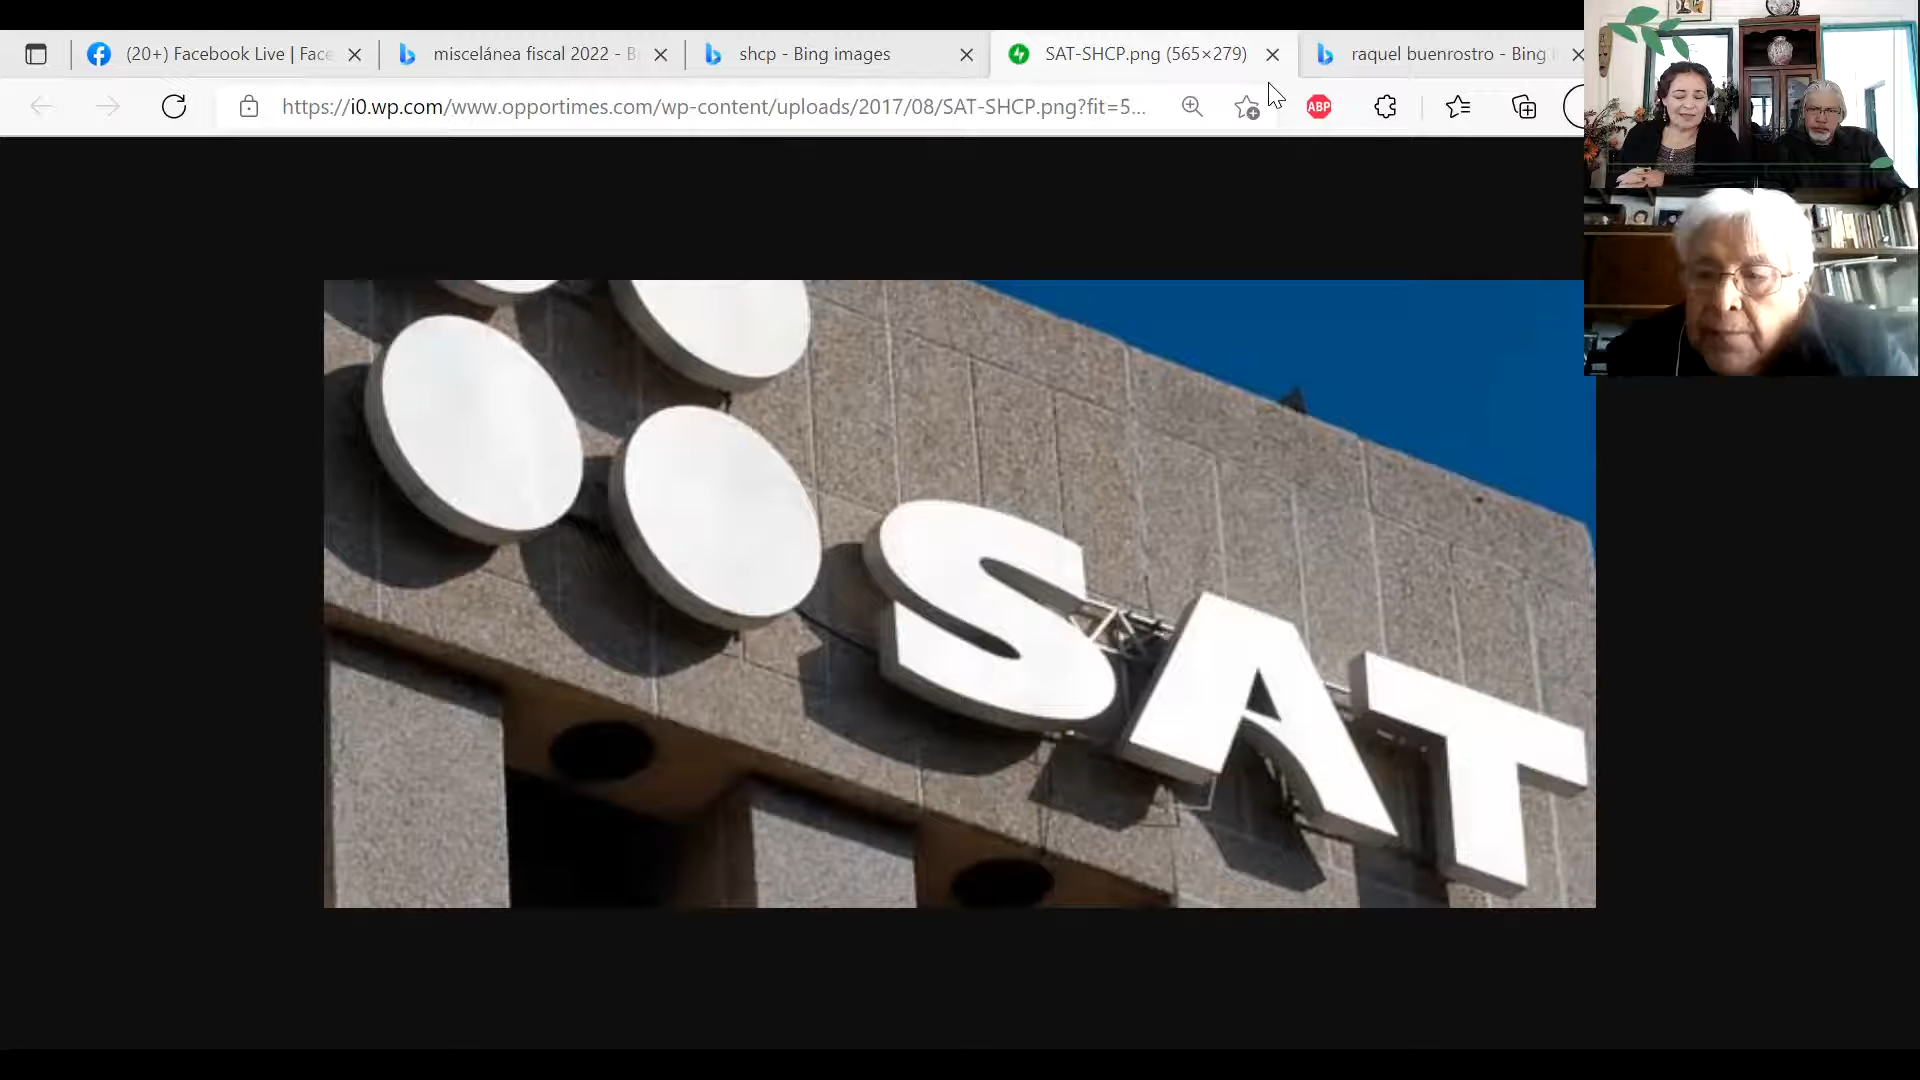 (20+) Facebook Live | Face
miscelánea fiscal 2022 - B
shcp - Bing images
SAT-SHCP.png (565×279)
raquel buenrostro - Bing
https://i0.wp.com/www.opportimes.com/wp-content/uploads/2017/08/SAT-SHCP.png?fit=5...
ABP
SAT